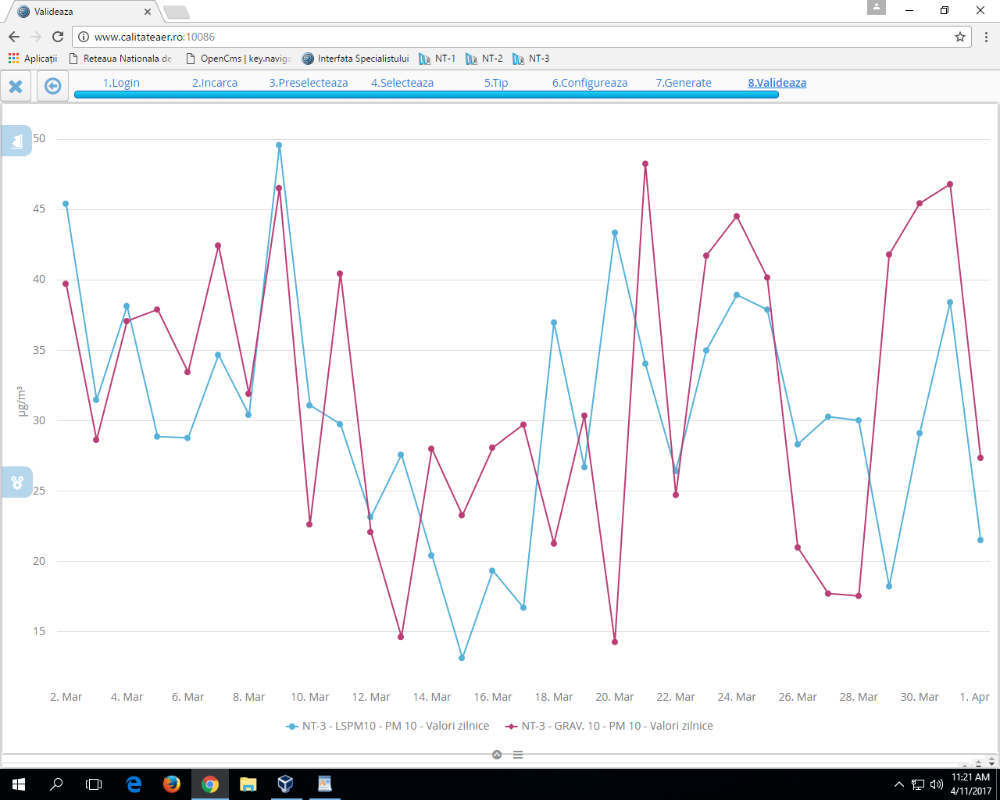 Valideaza
www.calitateaer.ro:10086
Aplicații
Reteaua Nationala de
OpenCms | key.naviga
Interfata Specialistului
NT-1
NT-2
NT-3
1.Login
2.Incarca
3.Preselecteaza
4.Selecteaza
5.Tip
6.Configureaza
7.Generate
8.Valideaza
50
45
40
35
30
25
20
15
µg/m³
2. Mar
4. Mar
6. Mar
8. Mar
10. Mar
12. Mar
14. Mar
16. Mar
18. Mar
20. Mar
22. Mar
24. Mar
26. Mar
28. Mar
30. Mar
1. Apr
NT-3 - LSPM10 - PM 10 - Valori zilnice
NT-3 - GRAV. 10 - PM 10 - Valori zilnice
11:21 AM
4/11/2017